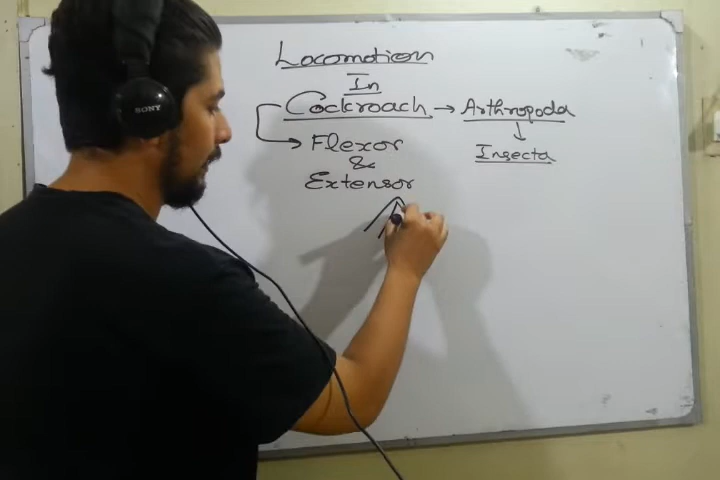 Locomotion
In
Cockroach → Arthropoda
Insecta
Flexor
&
Extensor
SONY